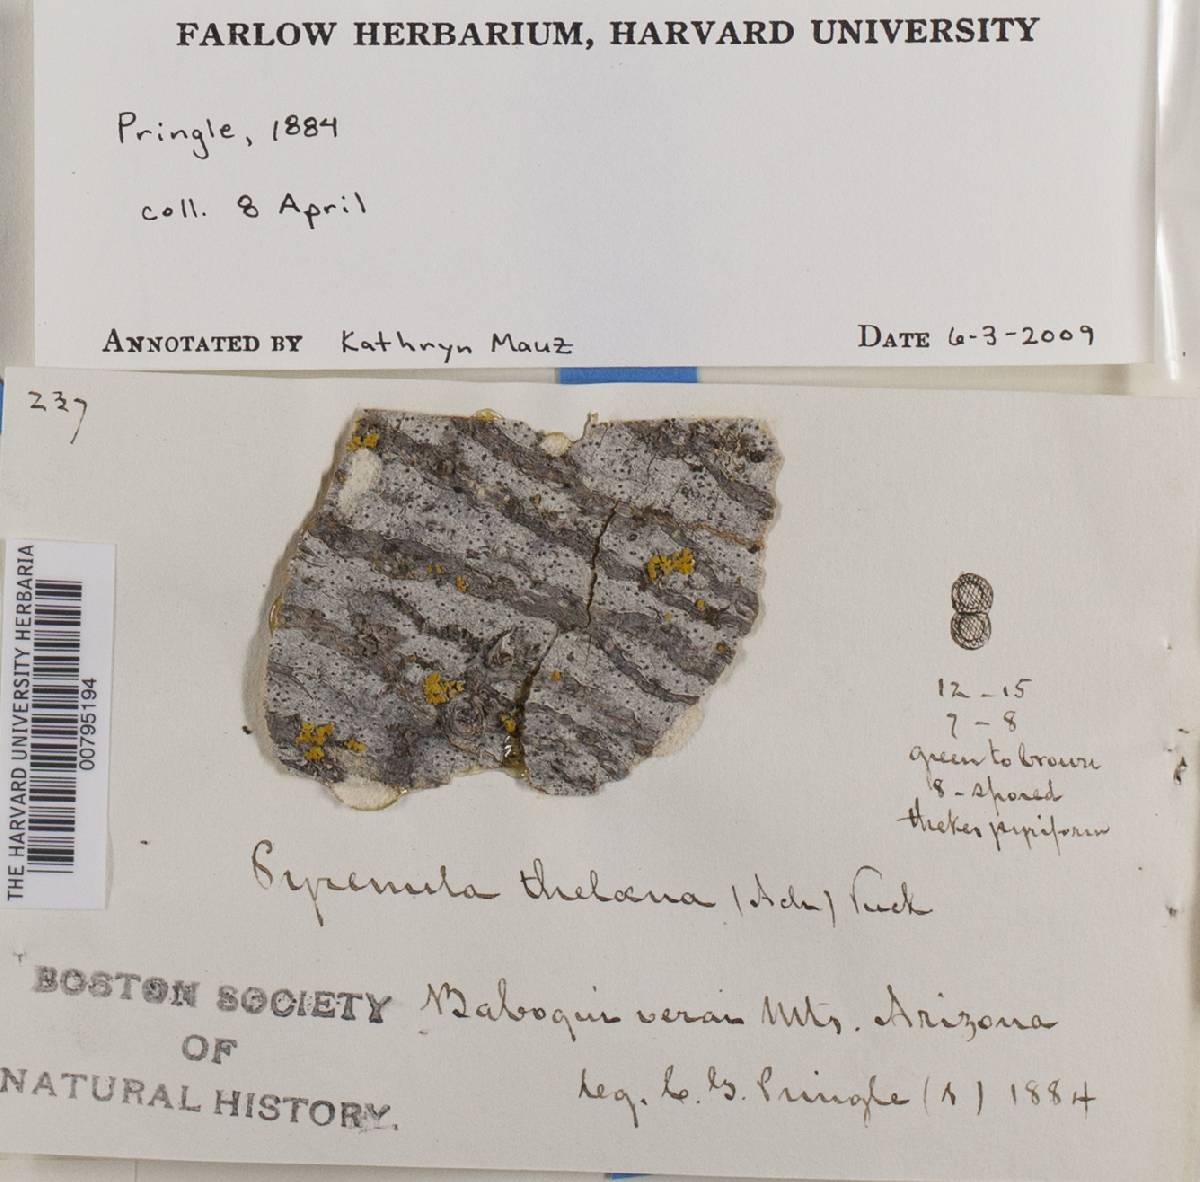 FARLOW HERBARIUM, HARVARD UNIVERSITY
Pringle, 1884
coll. 8 April
ANNOTATED BY Kathryn Mauz
DATE 6-3-2009
237
THE HARVARD UNIVERSITY HERBARIA
00795194
12 - 15
7 - 8
green to brown
8 - spored
thekes pyriform
Pyrenula thelæna (Ach) Tuck
BOSTON SOCIETY
OF
NATURAL HISTORY.
Baboquiverai Mts. Arizona
Leg. C. G. Pringle (s) 1884